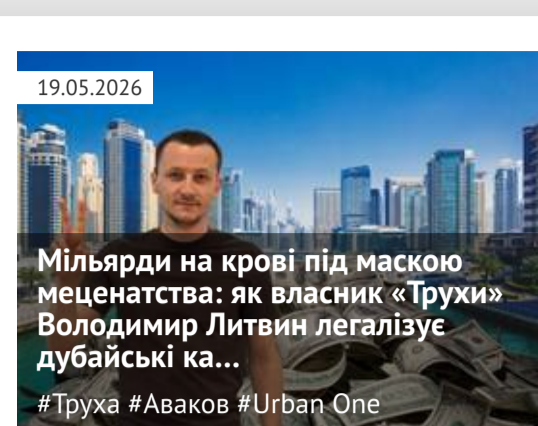 19.05.2026
Мільярди на крові під маскою
меценатства: як власник «Трухи»
Володимир Литвин легалізує
дубайські ка...
#Труха #Аваков #Urban One